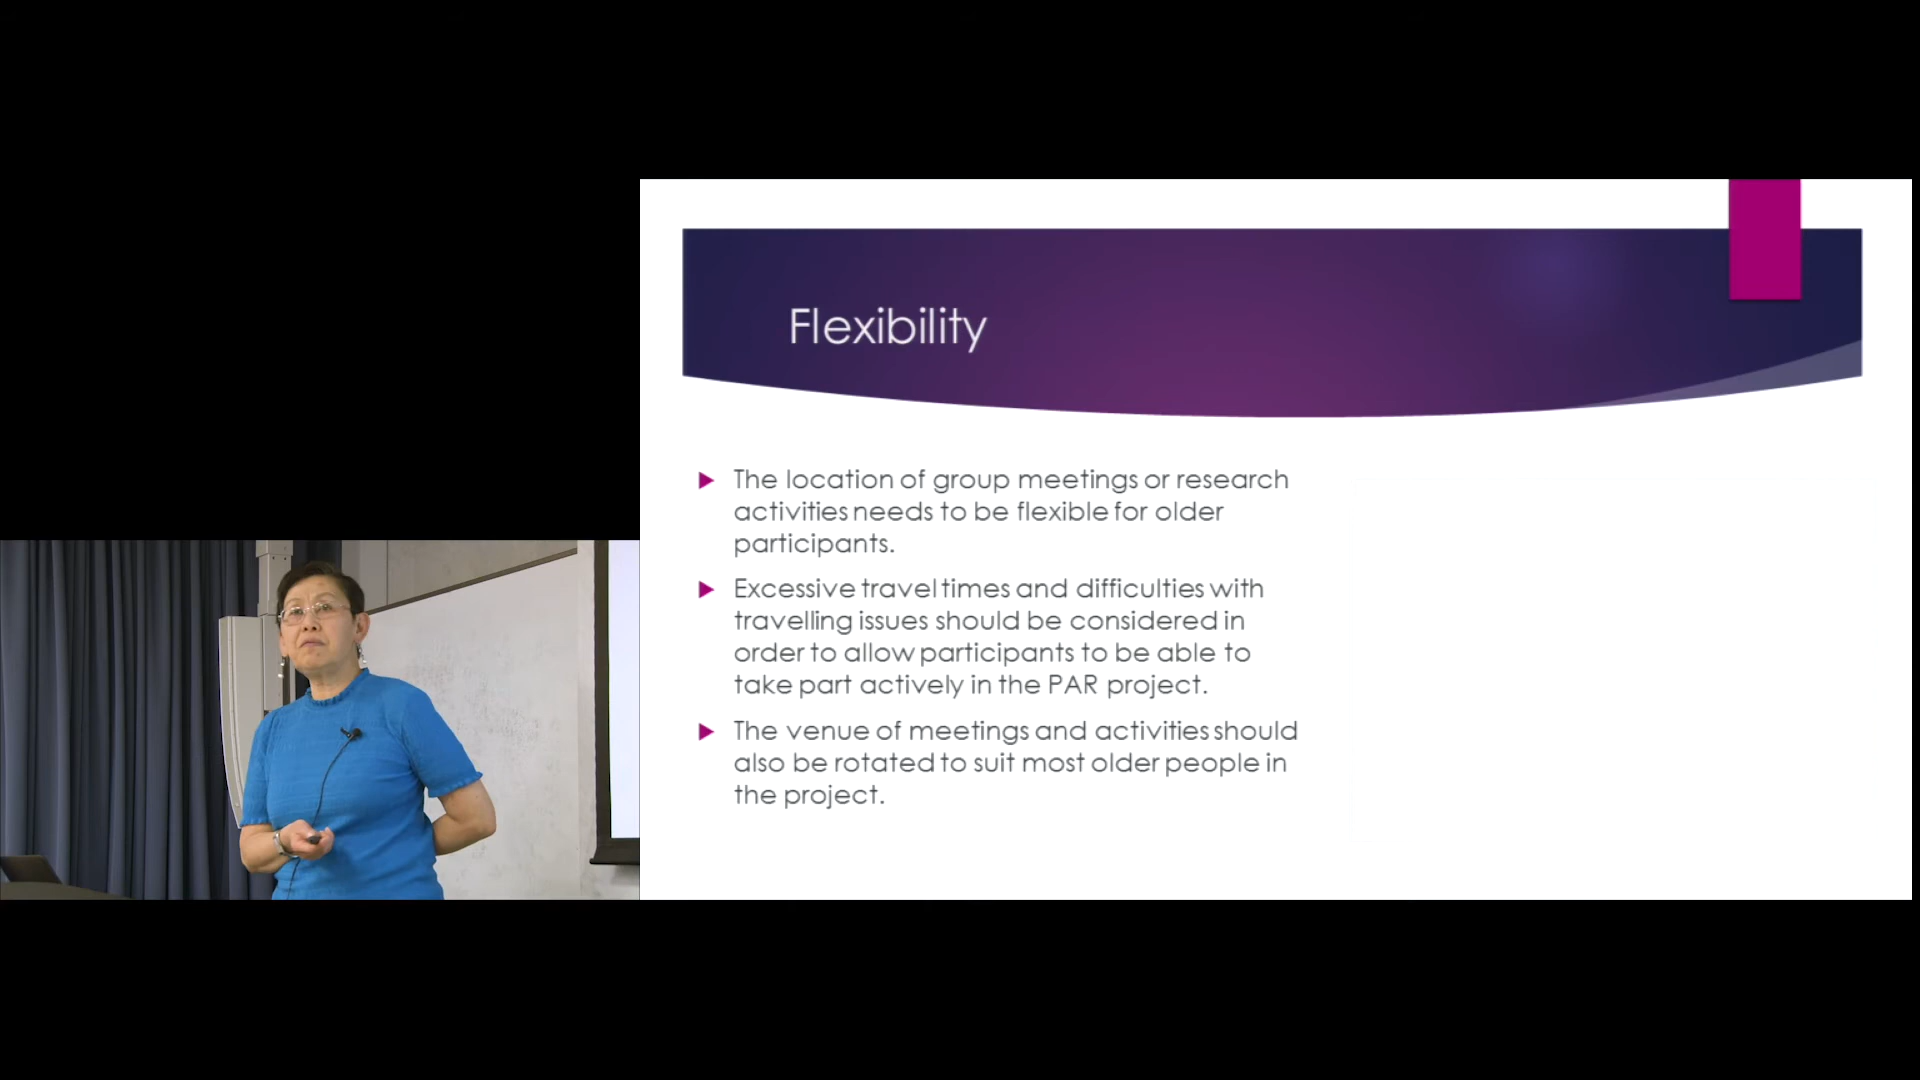 Flexibility
The location of group meetings or research
activities needs to be flexible for older
participants.
Excessive travel times and difficulties with
travelling issues should be considered in
order to allow participants to be able to
take part actively in the PAR project.
The venue of meetings and activities should
also be rotated to suit most older people in
the project.